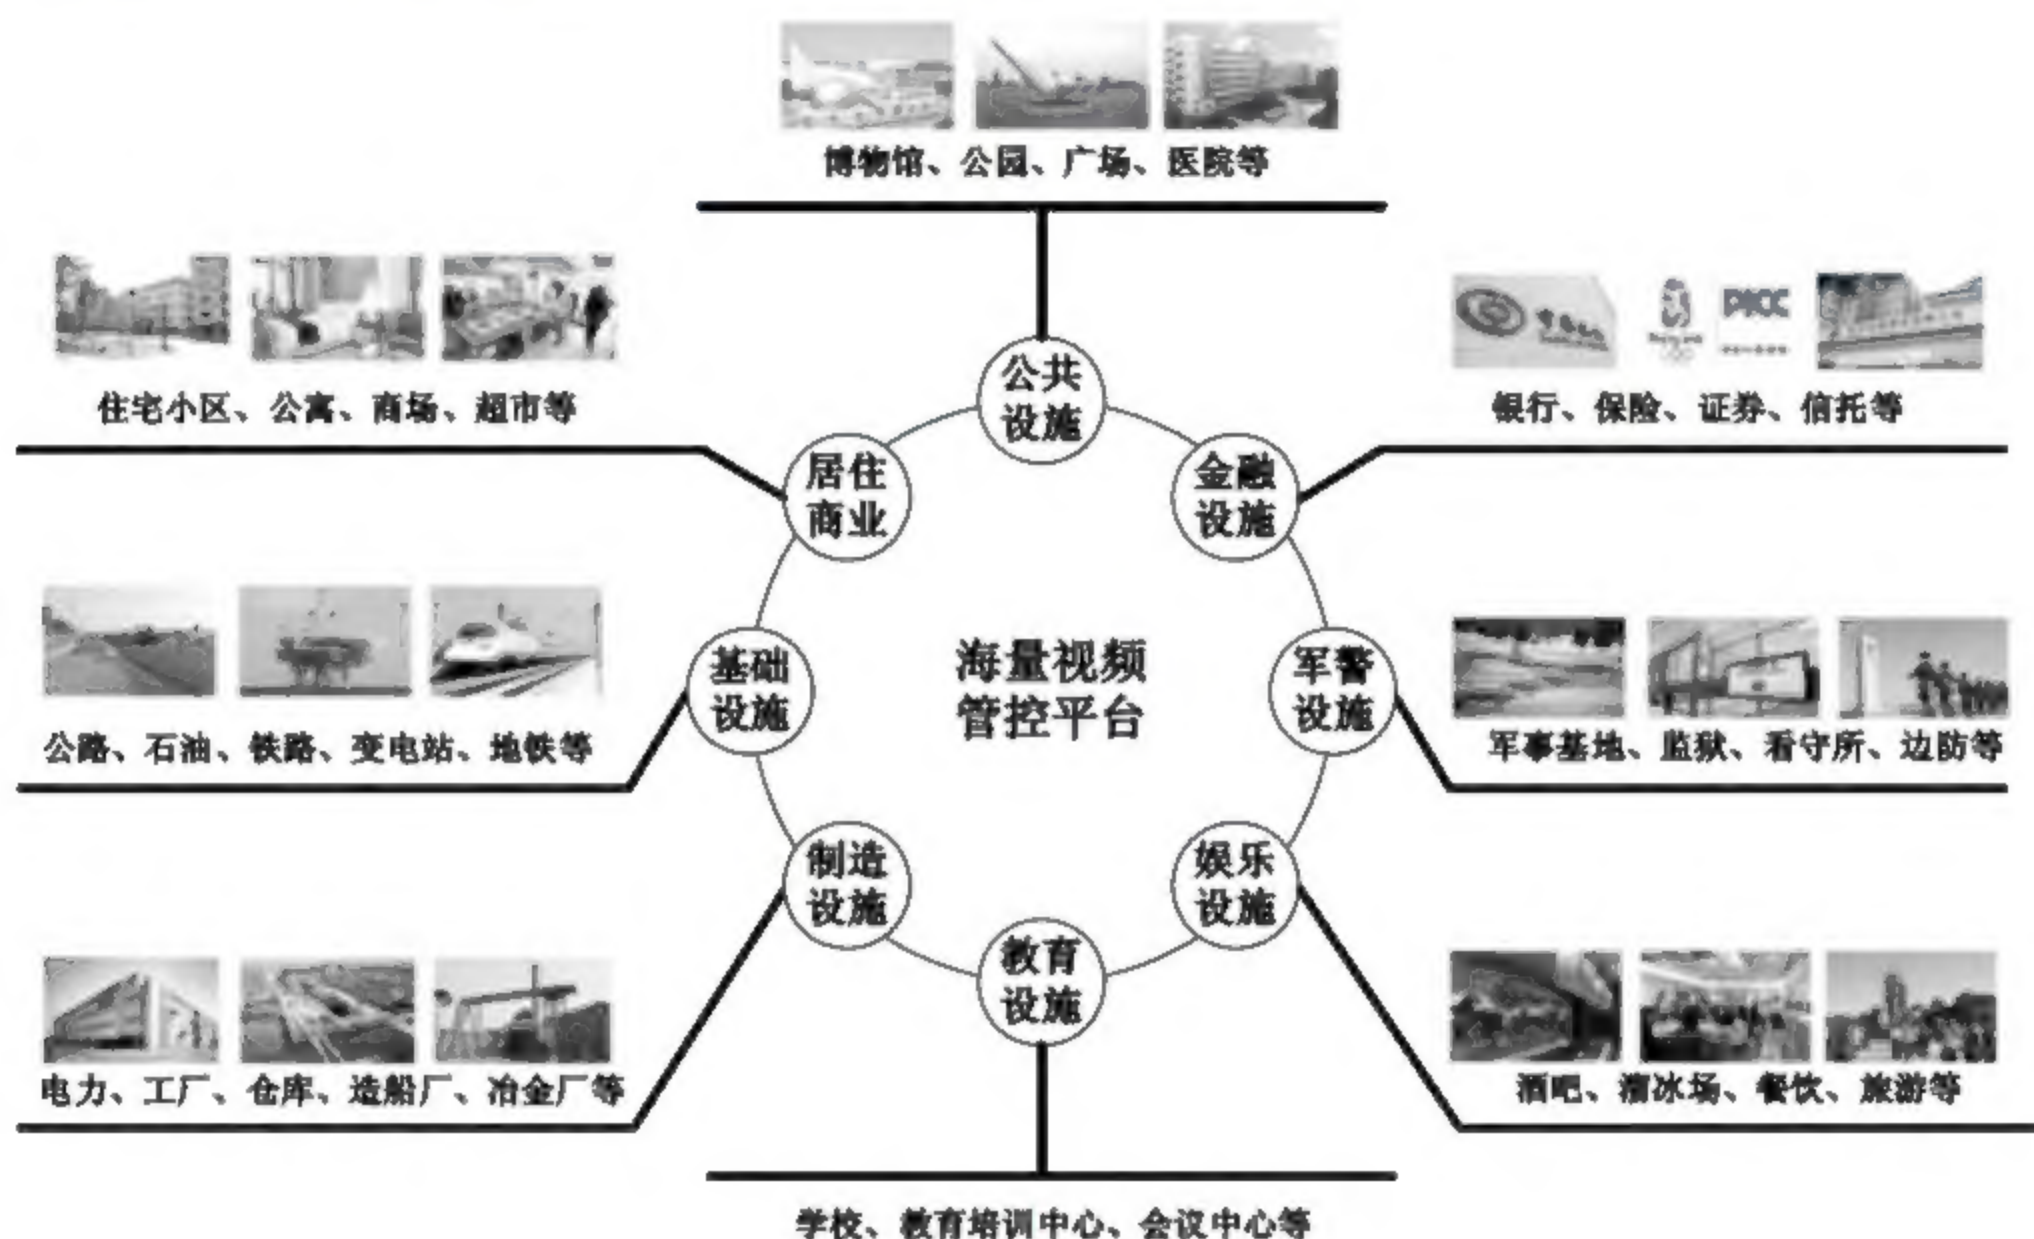 博物馆、公园、广场、医院等
住宅小区、公寓、商场、超市等
PICC
银行、保险、证券、信托等
公共
设施
居住
商业
金融
设施
基础
设施
海量视频
管控平台
军警
设施
公路、石油、铁路、变电站、地铁等
军事基地、监狱、看守所、边防等
制造
设施
娱乐
设施
教育
设施
电力、工厂、仓库、造船厂、冶金厂等
酒吧、溜冰场、餐饮、旅游等
学校、教育培训中心、会议中心等